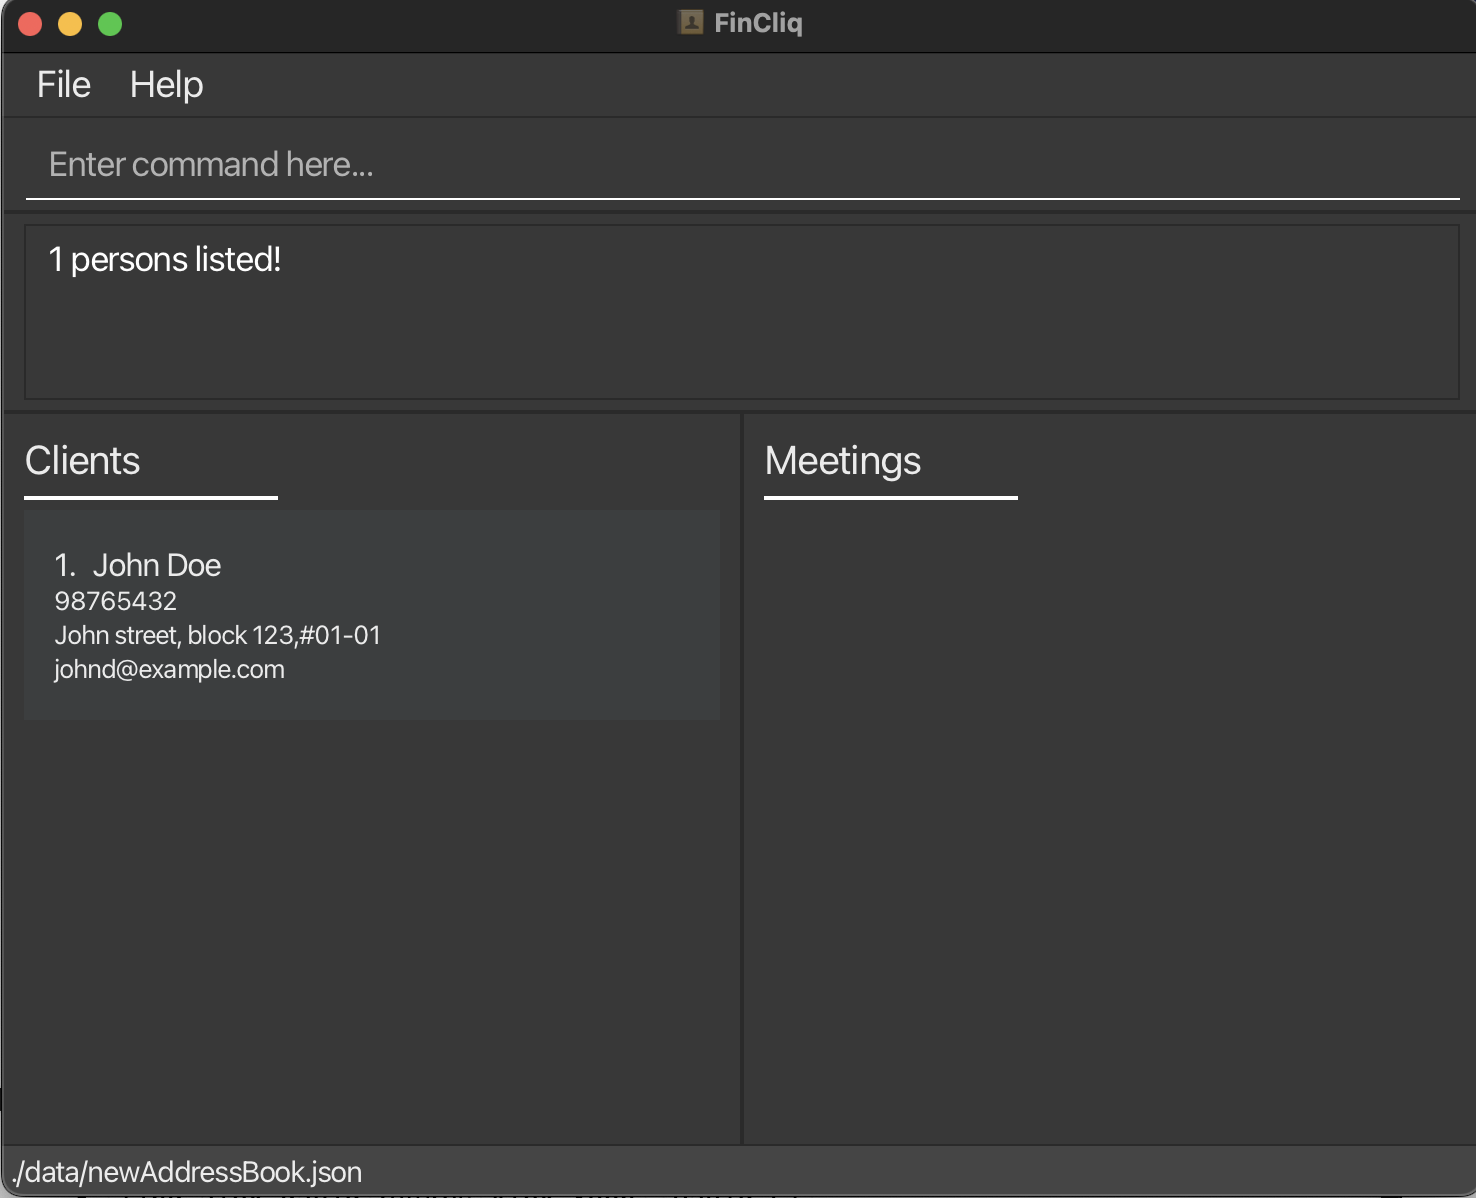 FinCliq
File Help
Enter command here...
1 persons listed!
Clients
Meetings
1. John Doe
98765432
John street, block 123,#01-01
johnd@example.com
./data/newAddressBook.json